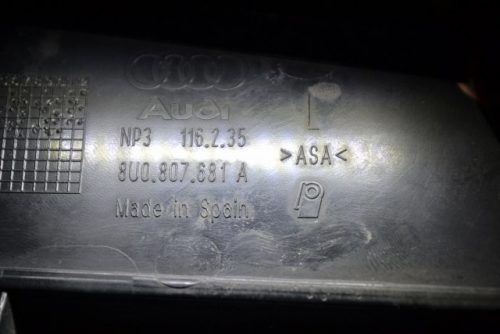 Audi
NP3 116.2.35
>ASA<
8U0.807.681 A
Made in Spain